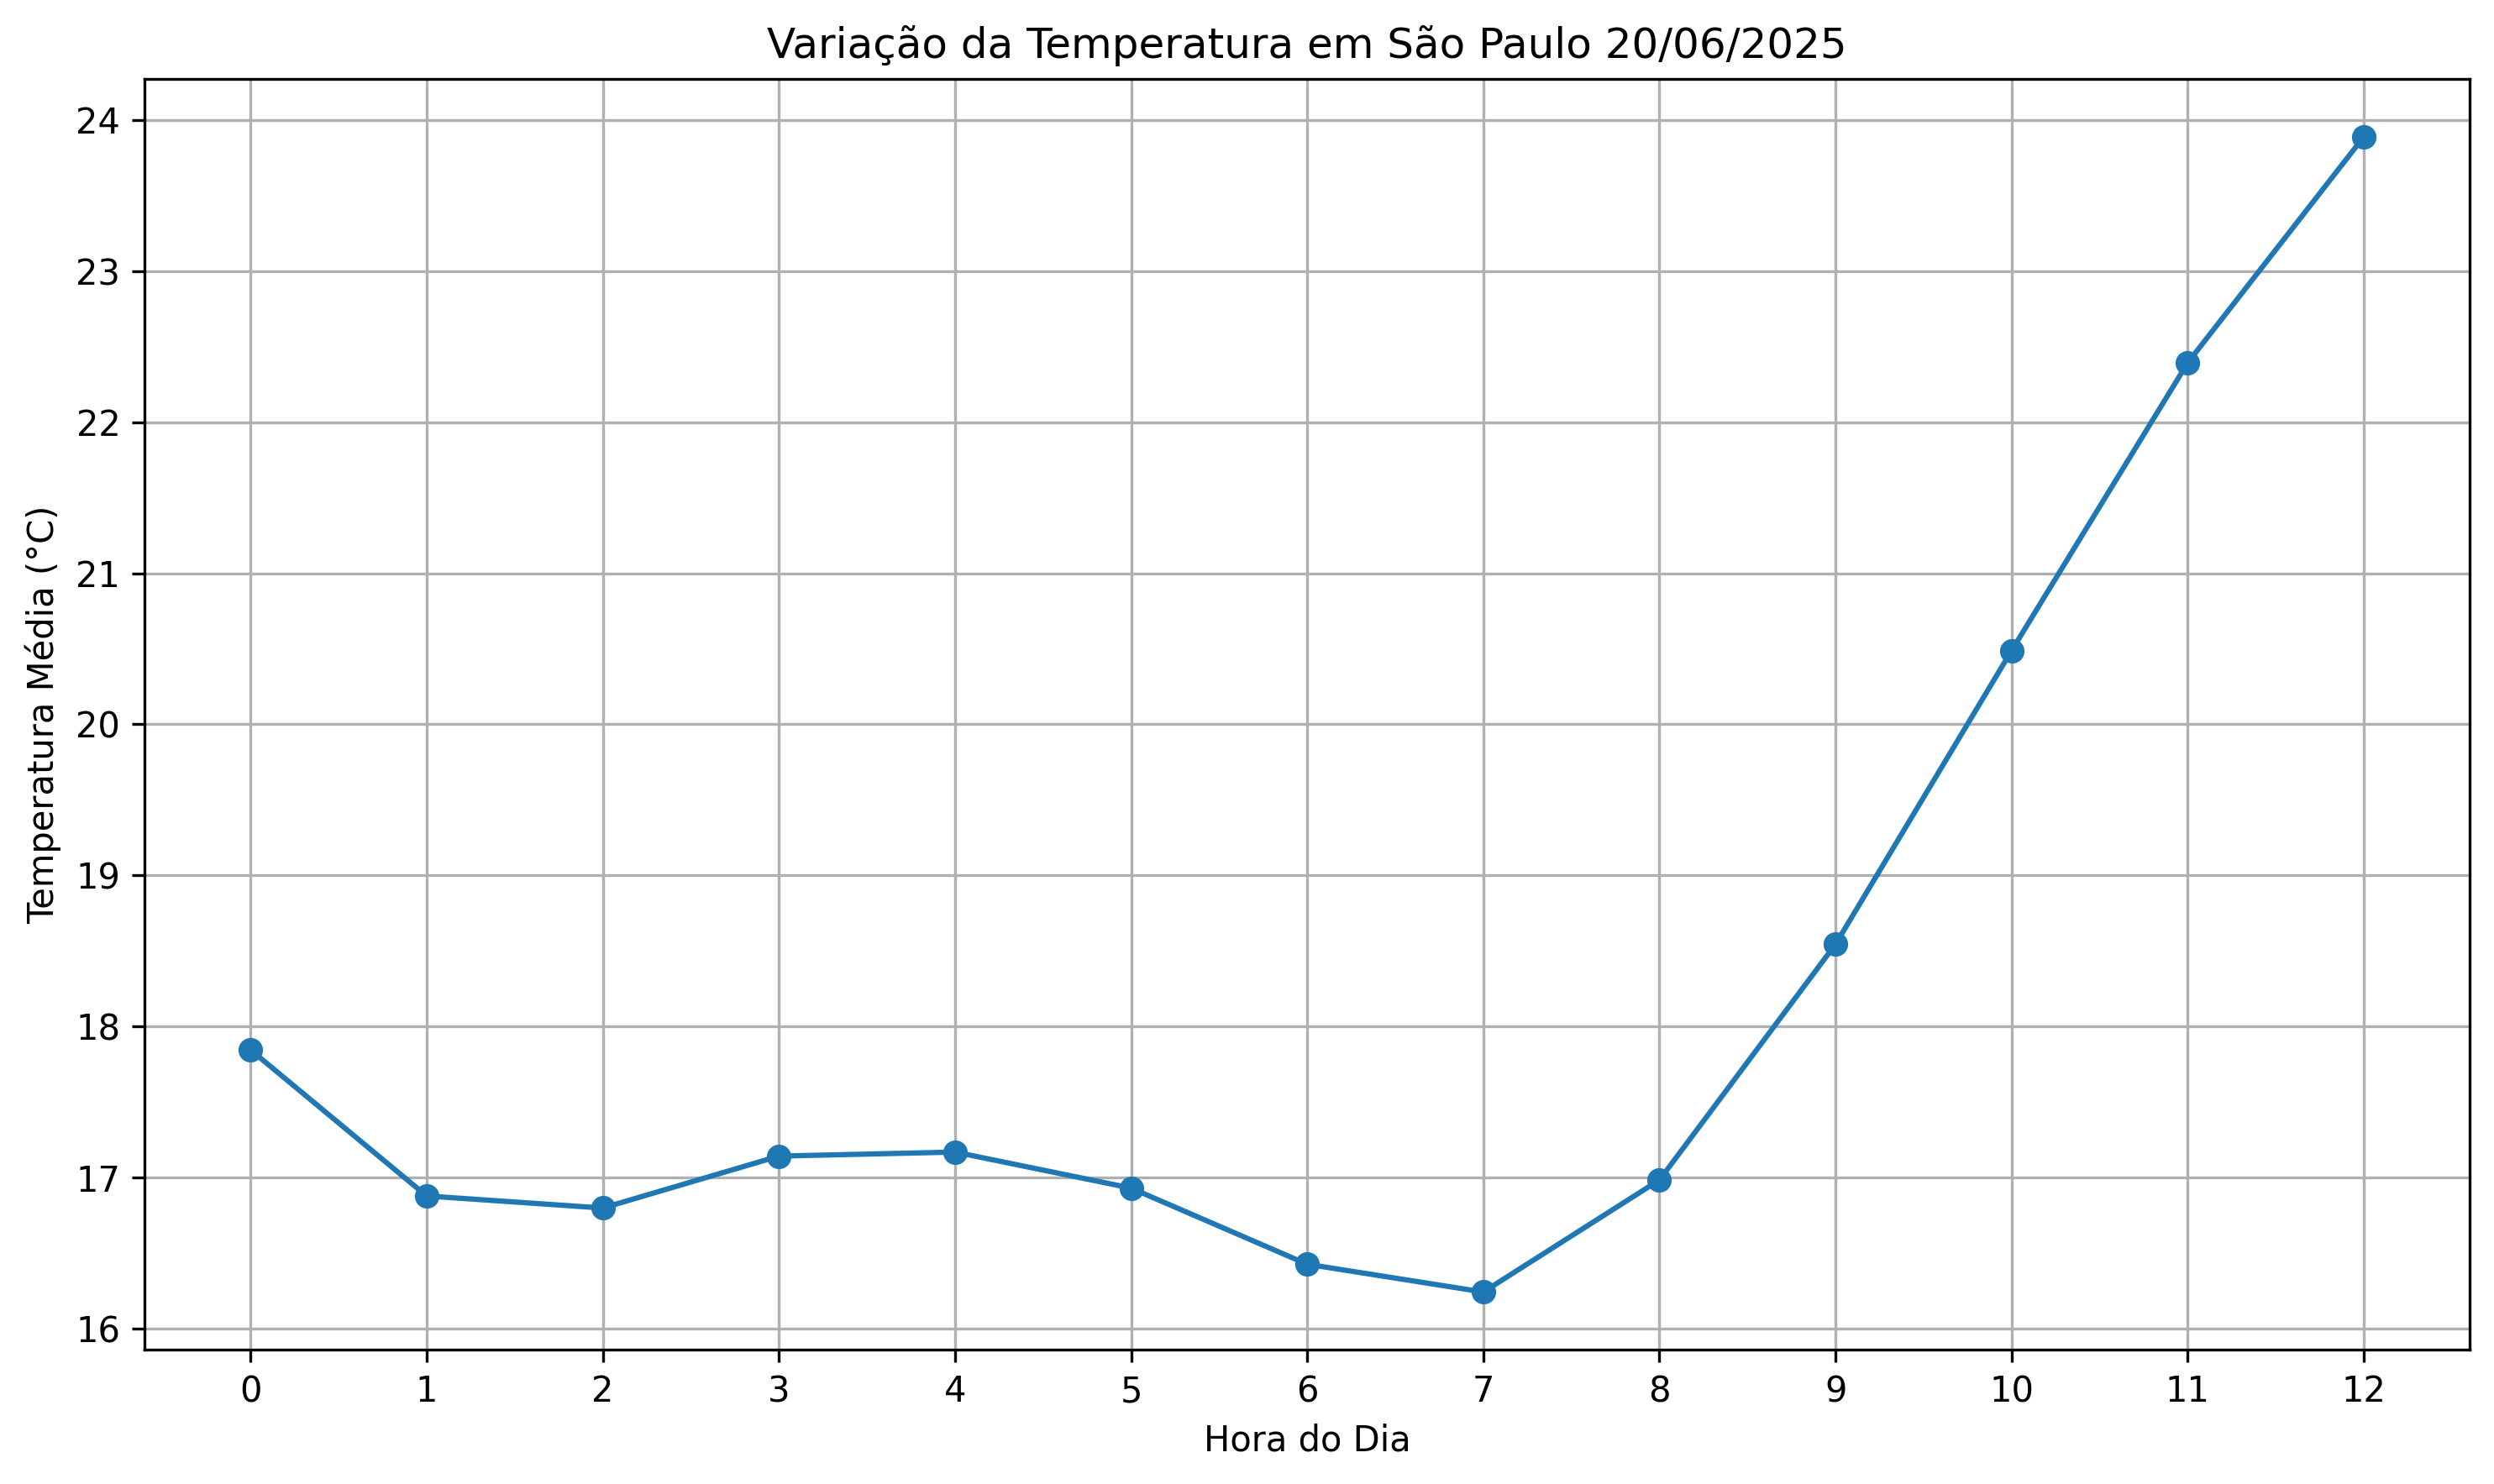 Variação da Temperatura em São Paulo 20/06/2025
Temperatura Média (°C)
24
23
22
21
20
19
18
17
16
0 1 2 3 4 5 6 7 8 9 10 11 12
Hora do Dia